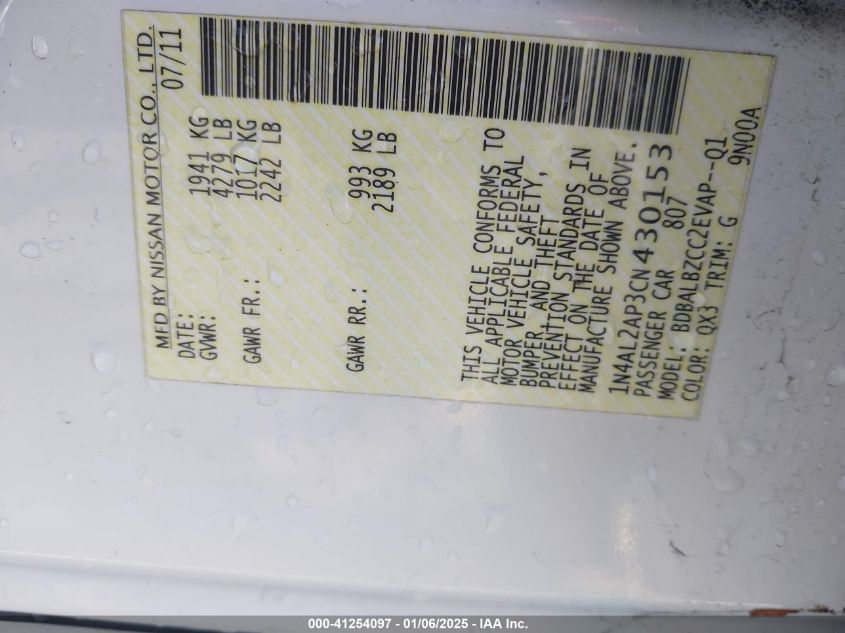 MFD BY NISSAN MOTOR CO., LTD.
DATE: 07/11
GVWR: 1941 KG
4279 LB
GAWR FR.: 1017 KG
2242 LB
GAWR RR.: 993 KG
2189 LB
THIS VEHICLE CONFORMS TO
ALL APPLICABLE FEDERAL
MOTOR VEHICLE SAFETY,
BUMPER, AND THEFT
PREVENTION STANDARDS IN
EFFECT ON THE DATE OF
MANUFACTURE SHOWN ABOVE.
1N4AL2AP3CN430153
PASSENGER CAR 807
MODEL: BDBALBZCC2EVAP--Q1
COLOR: QX3 TRIM: G 9N00A
000-41254097 - 01/06/2025 - IAA Inc.